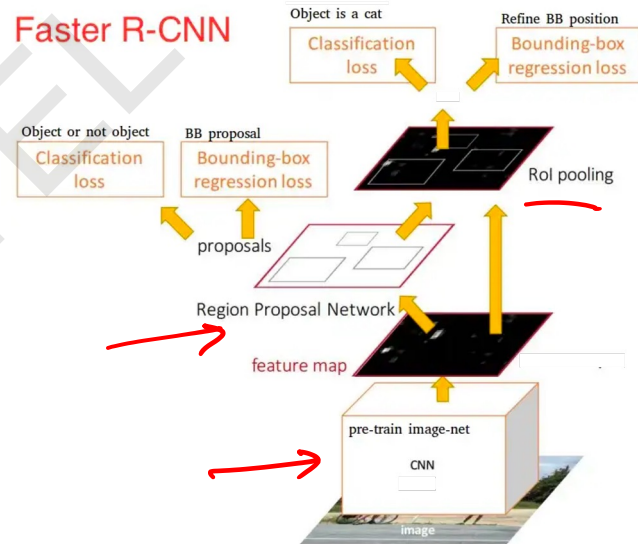 Faster R-CNN
Object is a cat
Refine BB position
Classification
loss
Bounding-box
regression loss
Object or not object
BB proposal
Classification
loss
Bounding-box
regression loss
RoI pooling
proposals
Region Proposal Network
feature map
pre-train image-net
CNN
image